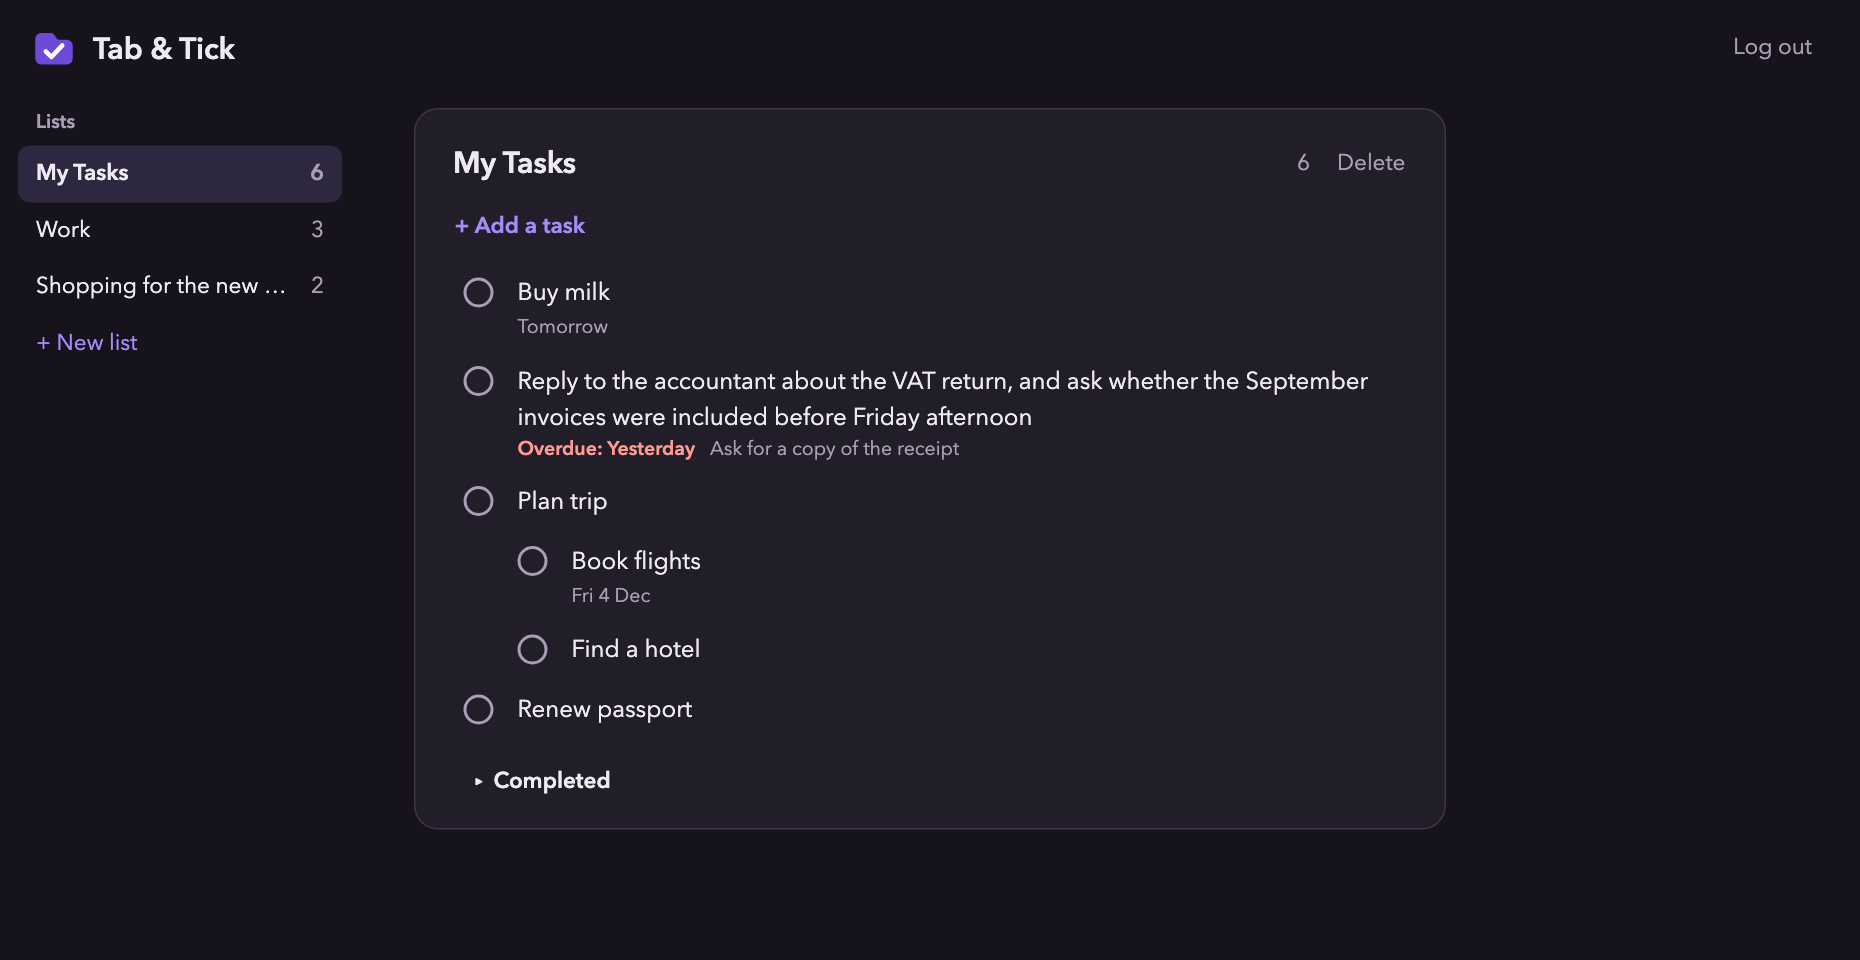 Tab & Tick
Log out
Lists
My Tasks 6
Work 3
Shopping for the new … 2
+ New list
My Tasks 6 Delete
+ Add a task
Buy milk
Tomorrow
Reply to the accountant about the VAT return, and ask whether the September
invoices were included before Friday afternoon
Overdue: Yesterday Ask for a copy of the receipt
Plan trip
Book flights
Fri 4 Dec
Find a hotel
Renew passport
▸ Completed